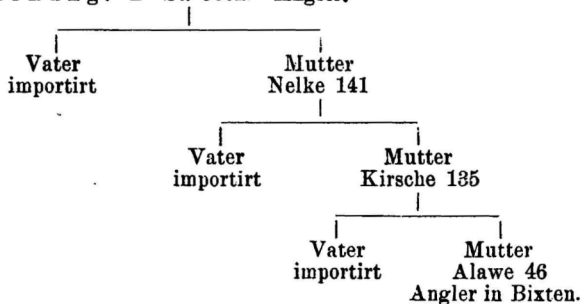 Vater Mutter
importirt Nelke 141
Vater Mutter
importirt Kirsche 135
Vater Mutter
importirt Alawe 46
Angler in Bixten.